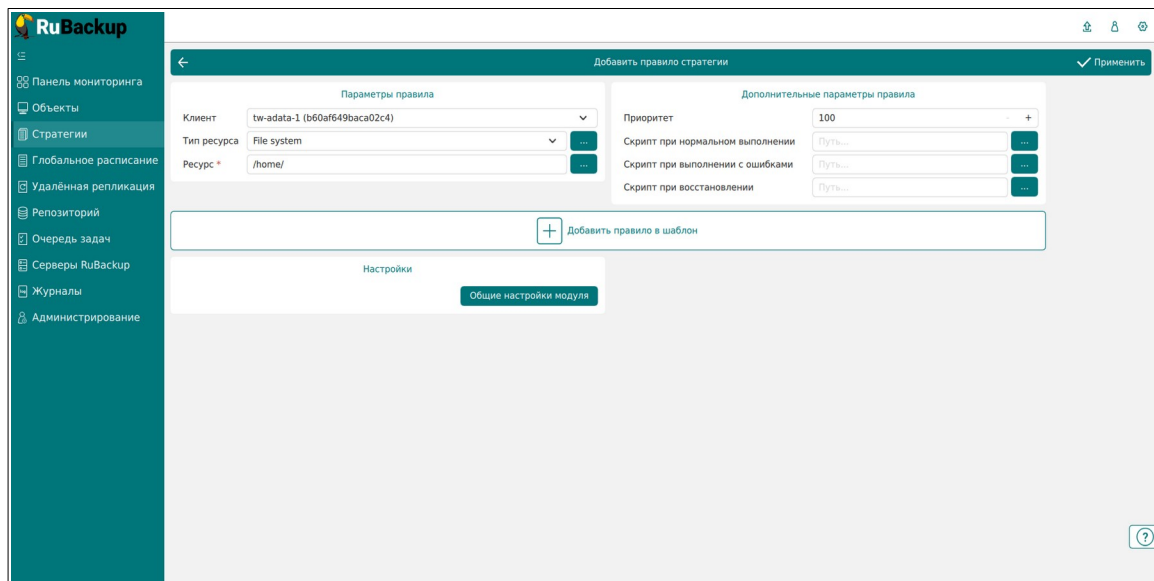 RuBackup
Панель мониторинга
Объекты
Стратегии
Глобальное расписание
Удалённая репликация
Репозиторий
Очередь задач
Серверы RuBackup
Журналы
Администрирование
Добавить правило стратегии
Применить
Параметры правила
Клиент tw-adata-1 (b60af649baca02c4)
Тип ресурса File system ...
Ресурс * /home/ ...
Дополнительные параметры правила
Приоритет 100 - +
Скрипт при нормальном выполнении Путь... ...
Скрипт при выполнении с ошибками Путь... ...
Скрипт при восстановлении Путь... ...
Добавить правило в шаблон
Настройки
Общие настройки модуля
?